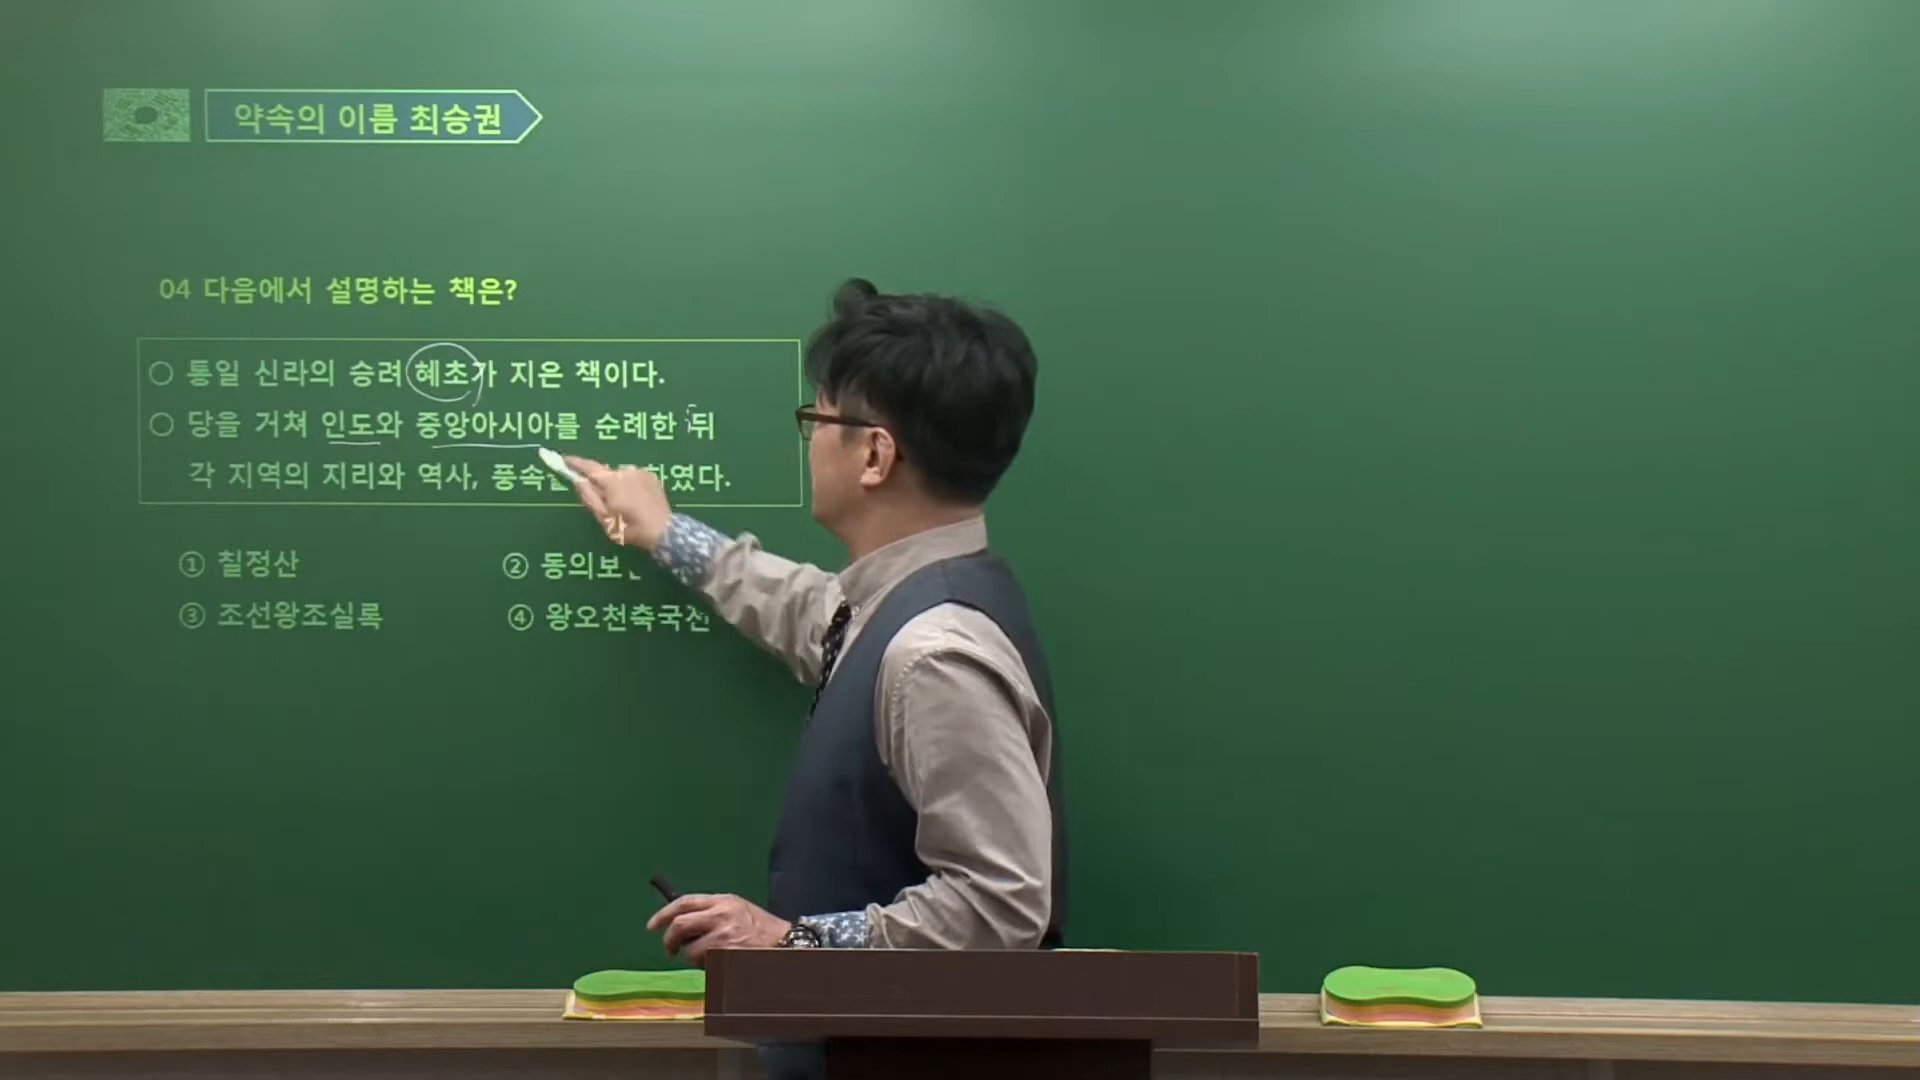 약속의 이름 최승권
04 다음에서 설명하는 책은?
○ 통일 신라의 승려 혜초가 지은 책이다.
○ 당을 거쳐 인도와 중앙아시아를 순례한 뒤
각 지역의 지리와 역사, 풍속을 하였다.
① 칠정산
② 동의보
③ 조선왕조실록
④ 왕오천축국전